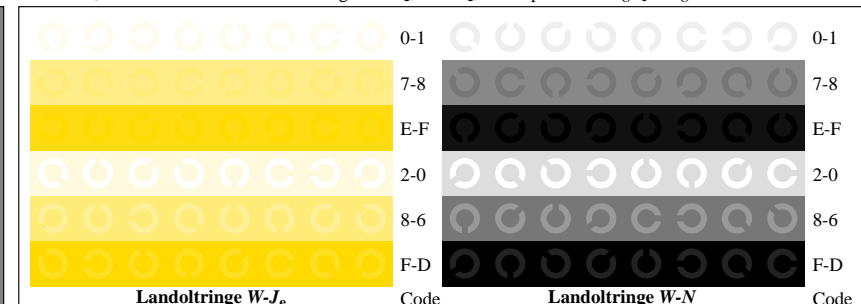 0-1 0-1
7-8 7-8
E-F E-F
2-0 2-0
8-6 8-6
F-D F-D
Landoltringe W-Je Code Landoltringe W-N Code